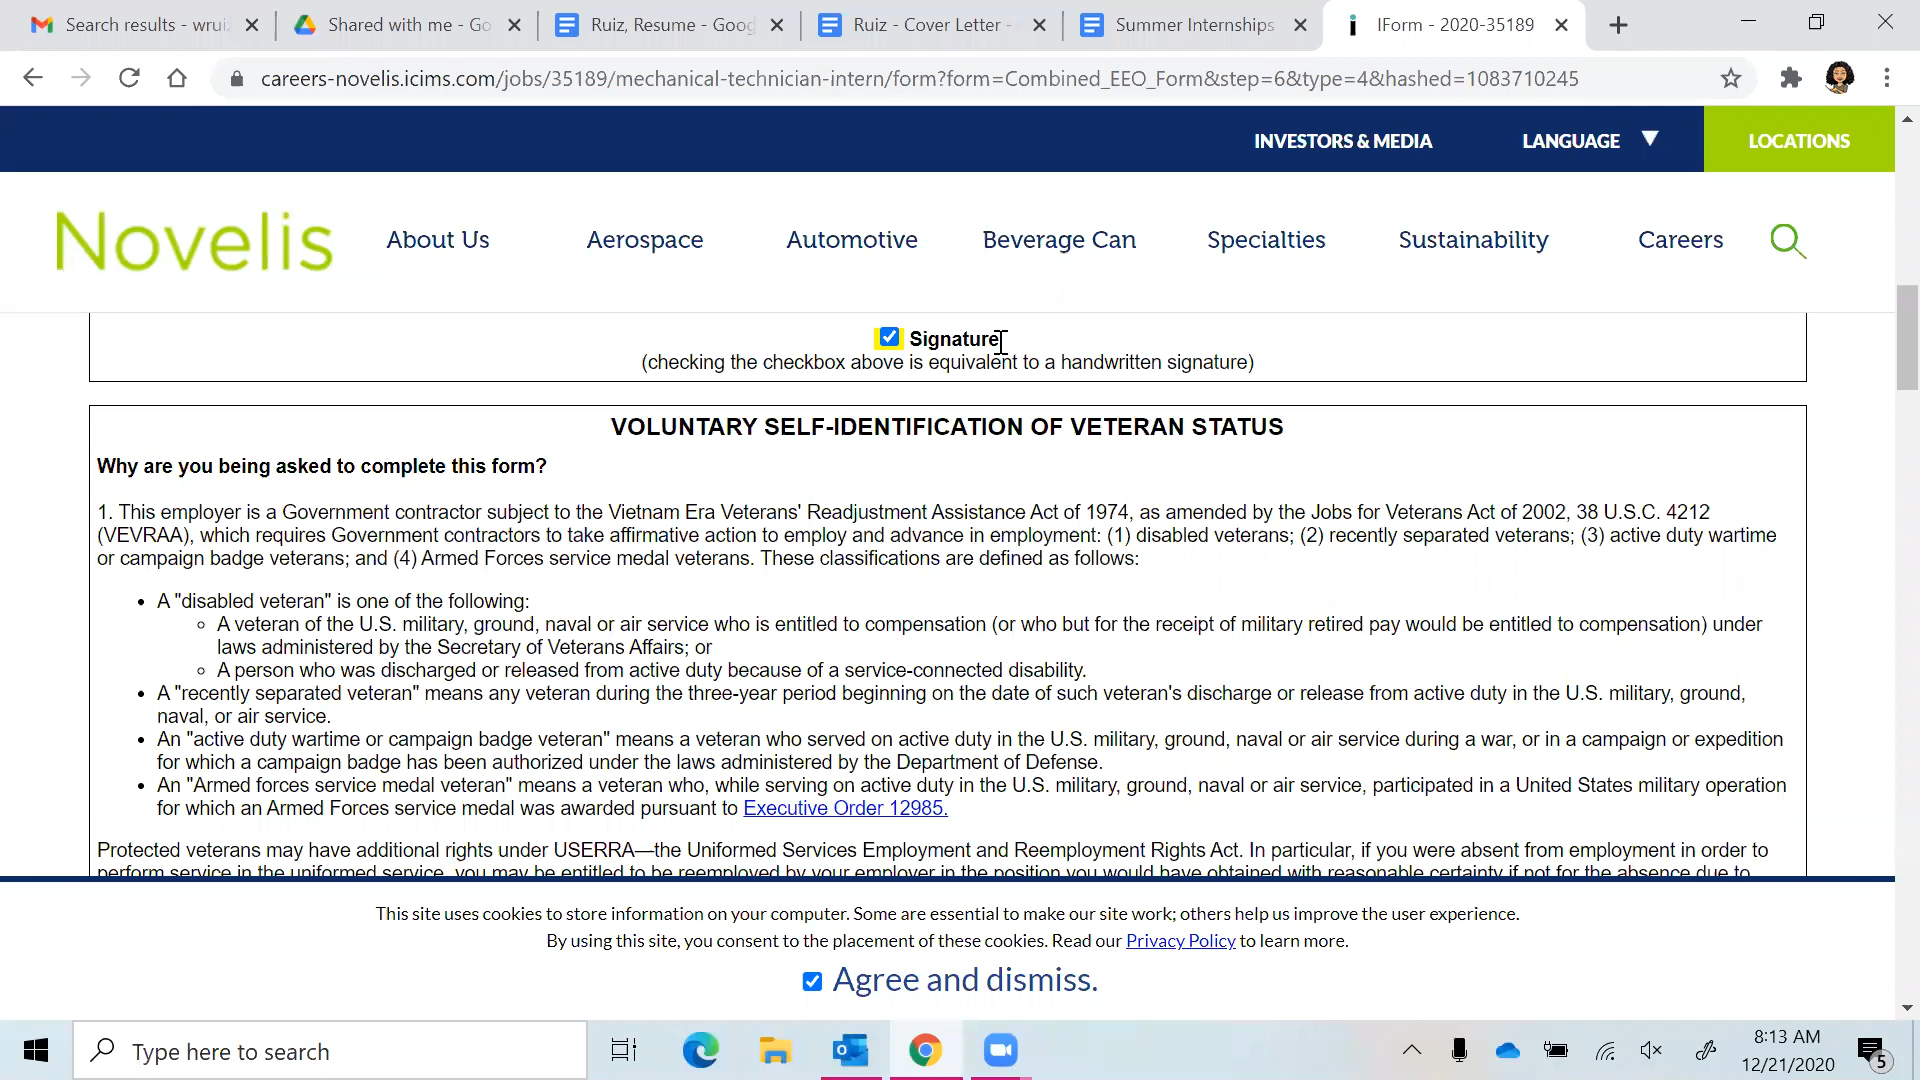 Search results - wruiz
Shared with me - Go
Ruiz, Resume - Goog
Ruiz - Cover Letter -
Summer Internships
IForm - 2020-35189
careers-novelis.icims.com/jobs/35189/mechanical-technician-intern/form?form=Combined_EEO_Form&step=6&type=4&hashed=1083710245
INVESTORS & MEDIA
LANGUAGE
LOCATIONS
Novelis
About Us
Aerospace
Automotive
Beverage Can
Specialties
Sustainability
Careers
Signature
(checking the checkbox above is equivalent to a handwritten signature)
VOLUNTARY SELF-IDENTIFICATION OF VETERAN STATUS
Why are you being asked to complete this form?
1. This employer is a Government contractor subject to the Vietnam Era Veterans' Readjustment Assistance Act of 1974, as amended by the Jobs for Veterans Act of 2002, 38 U.S.C. 4212
(VEVRAA), which requires Government contractors to take affirmative action to employ and advance in employment: (1) disabled veterans; (2) recently separated veterans; (3) active duty wartime
or campaign badge veterans; and (4) Armed Forces service medal veterans. These classifications are defined as follows:
• A "disabled veteran" is one of the following:
◦ A veteran of the U.S. military, ground, naval or air service who is entitled to compensation (or who but for the receipt of military retired pay would be entitled to compensation) under
laws administered by the Secretary of Veterans Affairs; or
◦ A person who was discharged or released from active duty because of a service-connected disability.
• A "recently separated veteran" means any veteran during the three-year period beginning on the date of such veteran's discharge or release from active duty in the U.S. military, ground,
naval, or air service.
• An "active duty wartime or campaign badge veteran" means a veteran who served on active duty in the U.S. military, ground, naval or air service during a war, or in a campaign or expedition
for which a campaign badge has been authorized under the laws administered by the Department of Defense.
• An "Armed forces service medal veteran" means a veteran who, while serving on active duty in the U.S. military, ground, naval or air service, participated in a United States military operation
for which an Armed Forces service medal was awarded pursuant to Executive Order 12985.
Protected veterans may have additional rights under USERRA—the Uniformed Services Employment and Reemployment Rights Act. In particular, if you were absent from employment in order to
perform service in the uniformed service, you may be entitled to be reemployed by your employer in the position you would have obtained with reasonable certainty if not for the absence due to
This site uses cookies to store information on your computer. Some are essential to make our site work; others help us improve the user experience.
By using this site, you consent to the placement of these cookies. Read our Privacy Policy to learn more.
Agree and dismiss.
Type here to search
8:13 AM
12/21/2020
5